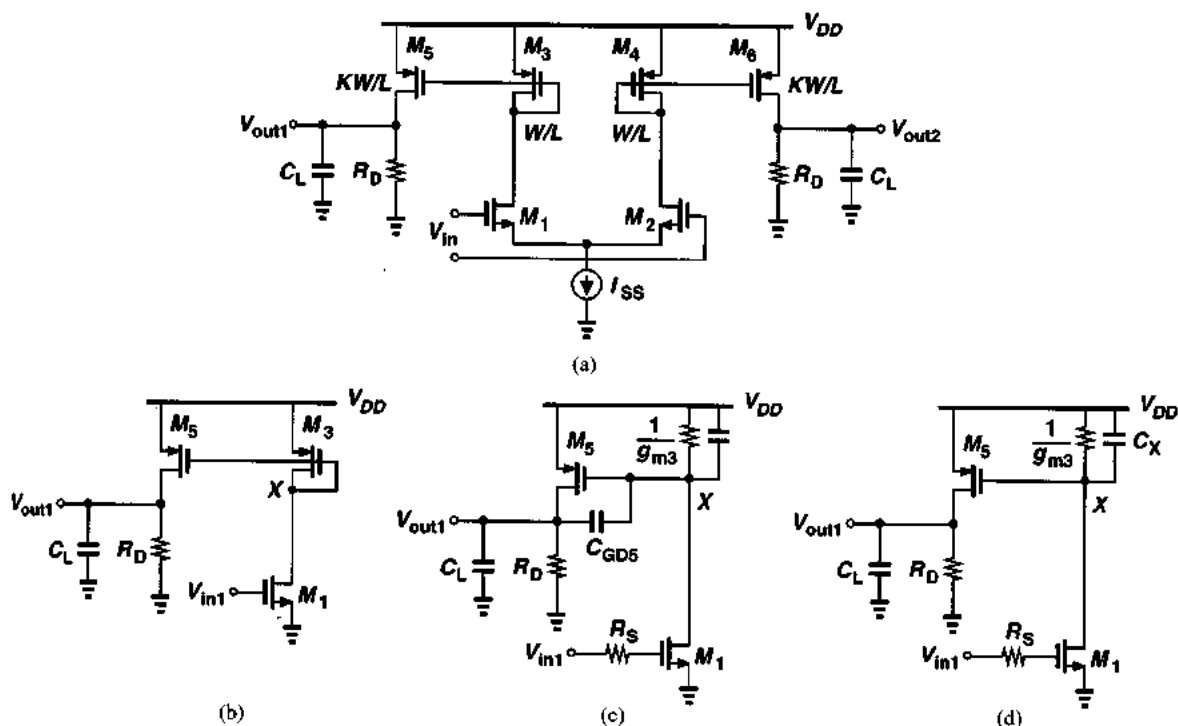 V_DD
M_5 M_3 M_4 M_6
KW/L KW/L
W/L W/L
V_out1 V_out2
C_L R_D R_D C_L
M_1 M_2
V_in
I_SS
(a)
V_DD
M_5 M_3
X
V_out1
C_L R_D
V_in1 M_1
(b)
V_DD
M_5 1/g_m3
X
V_out1
C_GD5
C_L R_D
R_S
V_in1 M_1
(c)
V_DD
M_5 1/g_m3 C_X
X
V_out1
C_L R_D
R_S
V_in1 M_1
(d)